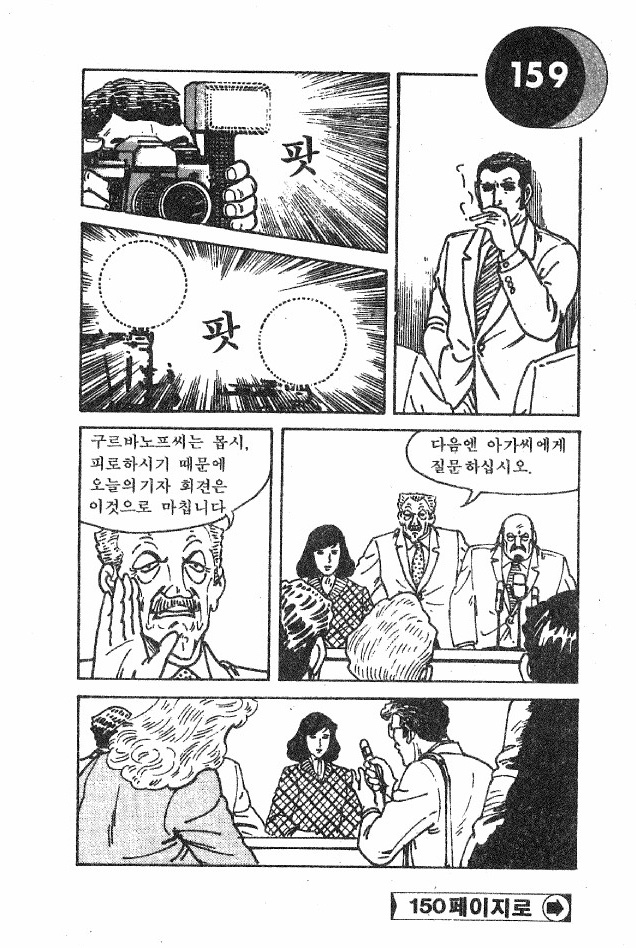 159
팟
팟
구르바노프씨는 몹시,
피로하시기 때문에
오늘의기자 회견은
이것으로 마칩니다
다음엔 아가씨에게
질문하십시오.
150페이지로